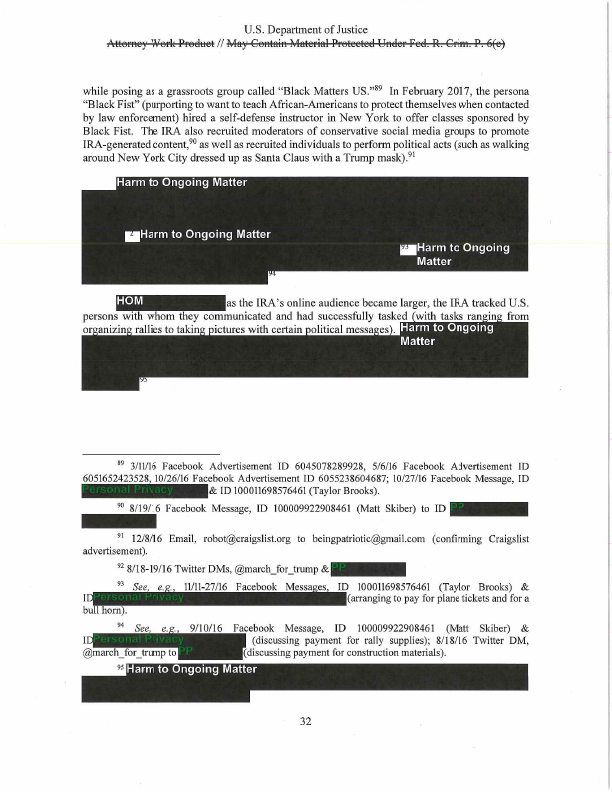 U.S. Department of Justice
Attorney Work Product // May Contain Material Protected Under Fed. R. Crim. P. 6(e)
while posing as a grassroots group called “Black Matters US.”89 In February 2017, the persona
“Black Fist” (purporting to want to teach African-Americans to protect themselves when contacted
by law enforcement) hired a self-defense instructor in New York to offer classes sponsored by
Black Fist. The IRA also recruited moderators of conservative social media groups to promote
IRA-generated content,90 as well as recruited individuals to perform political acts (such as walking
around New York City dressed up as Santa Claus with a Trump mask).91
Harm to Ongoing Matter
2 Harm to Ongoing Matter
93 Harm to Ongoing
Matter
94
HOM as the IRA’s online audience became larger, the IRA tracked U.S.
persons with whom they communicated and had successfully tasked (with tasks ranging from
organizing rallies to taking pictures with certain political messages). Harm to Ongoing
Matter
95
89 3/11/16 Facebook Advertisement ID 6045078289928, 5/6/16 Facebook Advertisement ID
6051652423528, 10/26/16 Facebook Advertisement ID 6055238604687; 10/27/16 Facebook Message, ID
Personal Privacy & ID 100011698576461 (Taylor Brooks).
90 8/19/16 Facebook Message, ID 100009922908461 (Matt Skiber) to ID PP
91 12/8/16 Email, robot@craigslist.org to beingpatriotic@gmail.com (confirming Craigslist
advertisement).
92 8/18-19/16 Twitter DMs, @march_for_trump & PP
93 See, e.g., 11/11-27/16 Facebook Messages, ID 100011698576461 (Taylor Brooks) &
ID Personal Privacy (arranging to pay for plane tickets and for a
bull horn).
94 See, e.g., 9/10/16 Facebook Message, ID 100009922908461 (Matt Skiber) &
ID Personal Privacy (discussing payment for rally supplies); 8/18/16 Twitter DM,
@march_for_trump to PP (discussing payment for construction materials).
95 Harm to Ongoing Matter
32